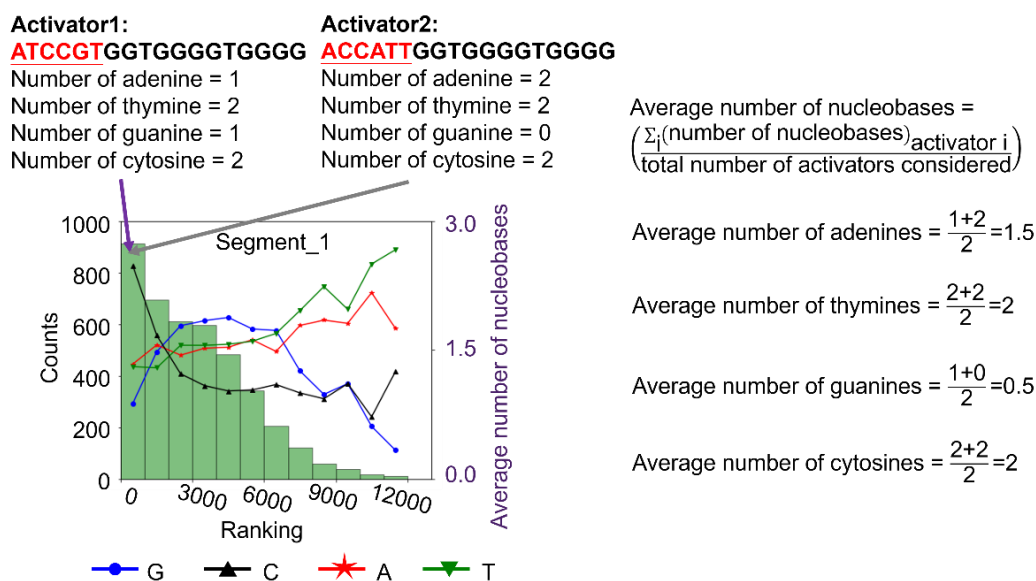 Activator1:
ATCCGTGGTGGGGTGGGG
Number of adenine = 1
Number of thymine = 2
Number of guanine = 1
Number of cytosine = 2
Activator2:
ACCATTGGTGGGGTGGGG
Number of adenine = 2
Number of thymine = 2
Number of guanine = 0
Number of cytosine = 2
Segment_1
Counts
1000
800
600
400
200
0
3.0
1.5
0.0
Average number of nucleobases
0 3000 6000 9000 12000
Ranking
G C A T
Average number of nucleobases =
(Σi(number of nucleobases)activator i
total number of activators considered)
Average number of adenines = 1+2/2 =1.5
Average number of thymines = 2+2/2 =2
Average number of guanines = 1+0/2 =0.5
Average number of cytosines = 2+2/2 =2